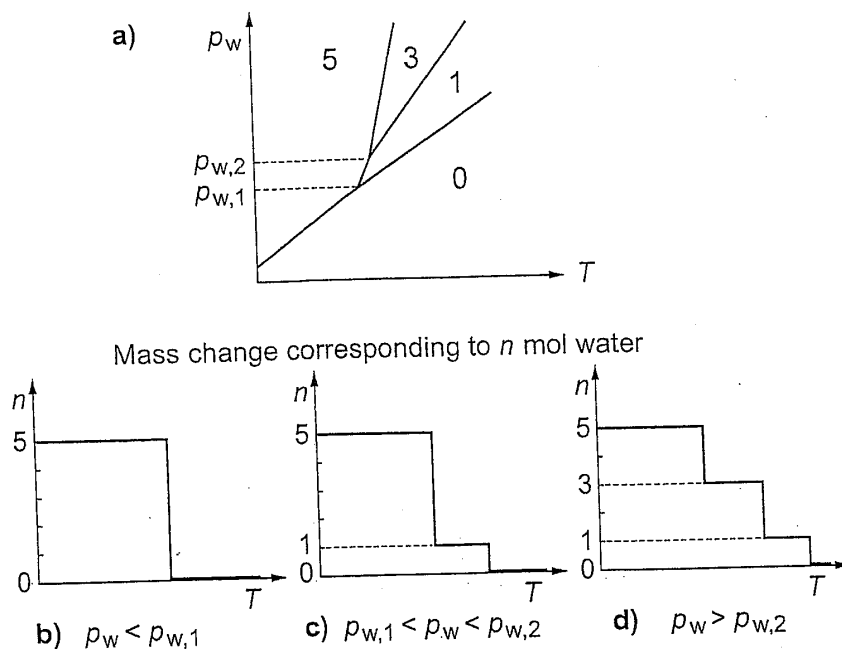 a)
p_w
5
3
1
p_w,2
p_w,1
0
T
Mass change corresponding to n mol water
n
5
0
T
b) p_w < p_w,1
n
5
1
0
T
c) p_w,1 < p_w < p_w,2
n
5
3
1
0
T
d) p_w > p_w,2